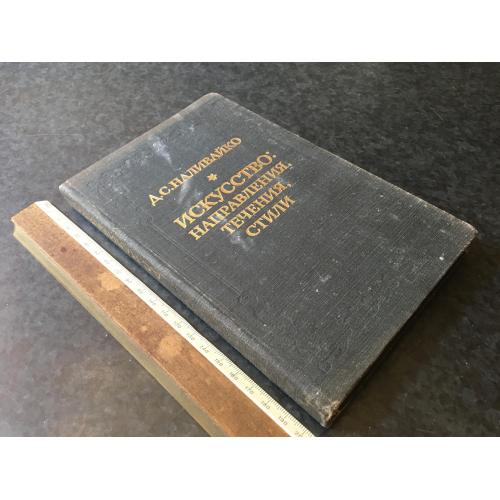 Д.С.НАЛИВАЙКО
ИСКУССТВО:
НАПРАВЛЕНИЯ,
ТЕЧЕНИЯ,
СТИЛИ